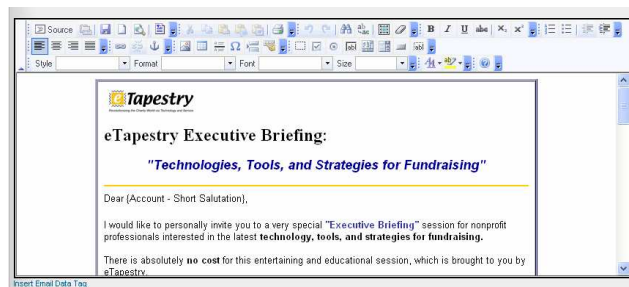 Source
B I U abc X₂ x²
Style Format Font Size
eTapestry
eTapestry Executive Briefing:
"Technologies, Tools, and Strategies for Fundraising"
Dear {Account - Short Salutation},
I would like to personally invite you to a very special "Executive Briefing" session for nonprofit
professionals interested in the latest technology, tools, and strategies for fundraising.
There is absolutely no cost for this entertaining and educational session, which is brought to you by
eTapestry.
Insert Email Data Tag